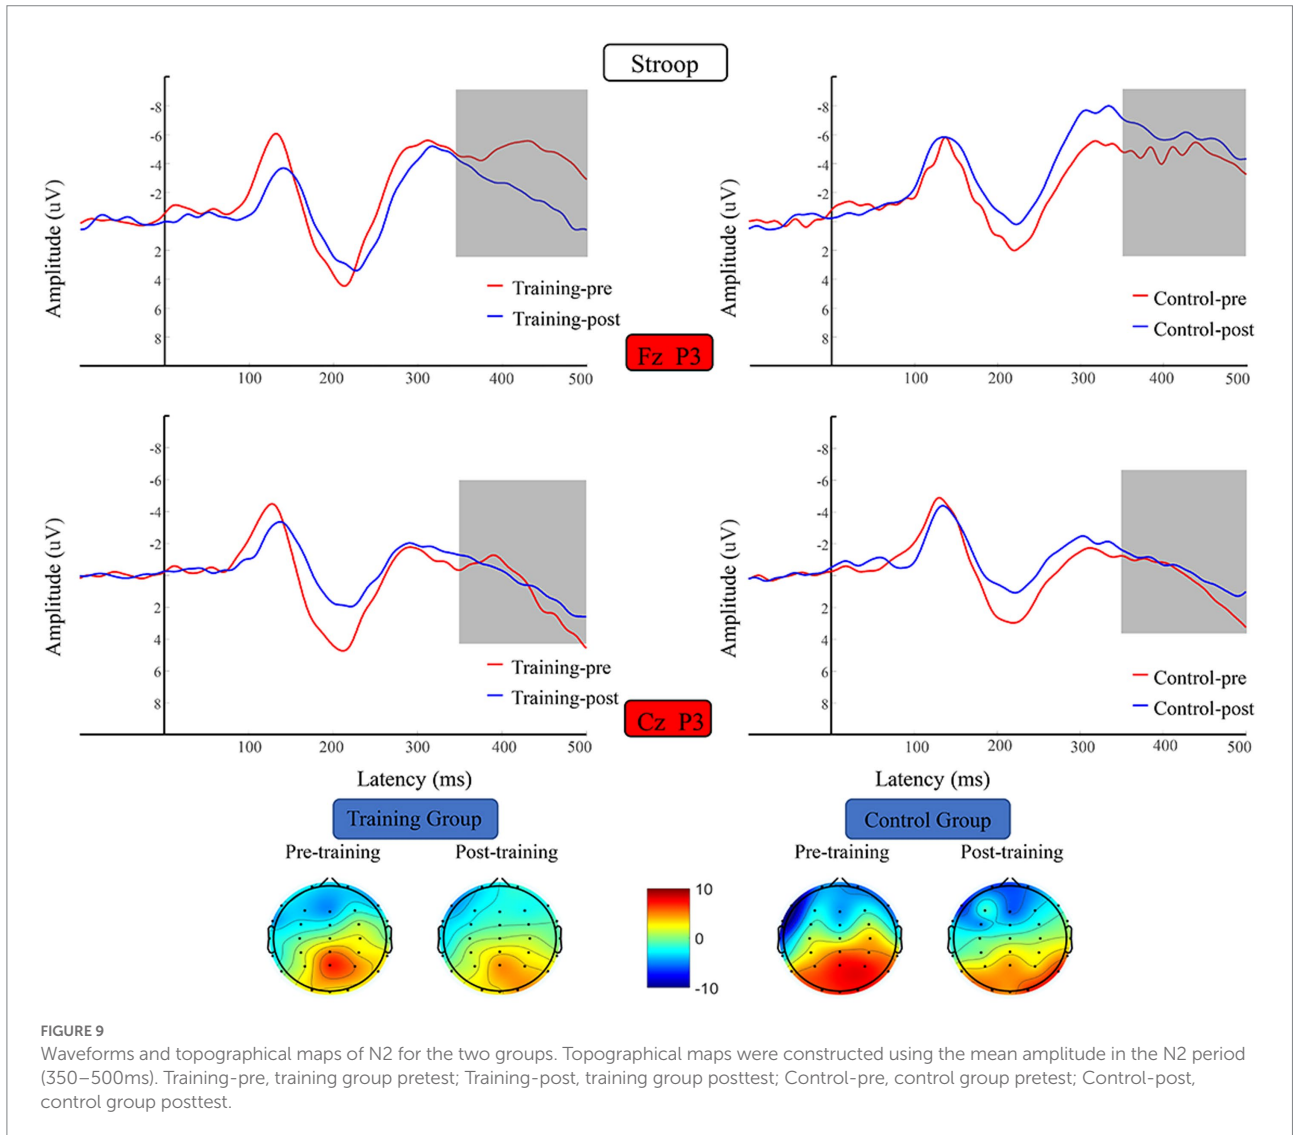 Stroop
Amplitude (uV)
-8
-6
-4
-2
2
4
6
8
100
200
300
400
500
Training-pre
Training-post
Amplitude (uV)
-8
-6
-4
-2
2
4
6
8
100
200
300
400
500
Control-pre
Control-post
Fz P3
Amplitude (uV)
-8
-6
-4
-2
2
4
6
8
100
200
300
400
500
Training-pre
Training-post
Amplitude (uV)
-8
-6
-4
-2
2
4
6
8
100
200
300
400
500
Control-pre
Control-post
Cz P3
Latency (ms)
Latency (ms)
Training Group
Control Group
Pre-training
Post-training
Pre-training
Post-training
10
0
-10
FIGURE 9
Waveforms and topographical maps of N2 for the two groups. Topographical maps were constructed using the mean amplitude in the N2 period
(350–500ms). Training-pre, training group pretest; Training-post, training group posttest; Control-pre, control group pretest; Control-post,
control group posttest.